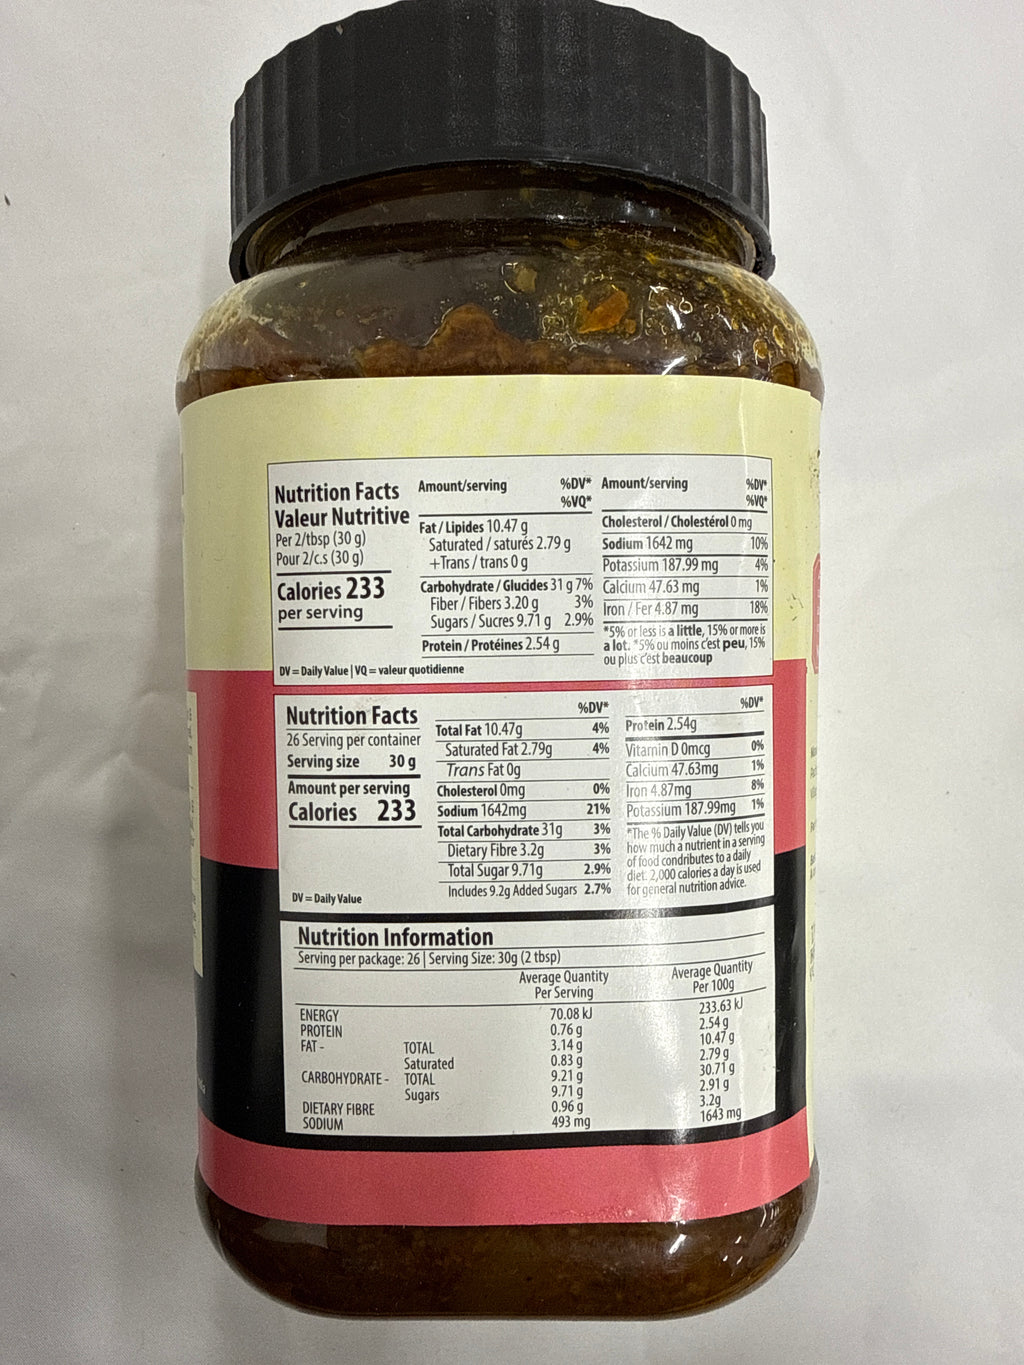 Nutrition Facts
Valeur Nutritive
Per 2/tbsp (30 g)
Pour 2/c.s (30 g)
Calories 233
per serving
Amount/serving %DV*
%VQ*
Fat / Lipides 10.47 g
Saturated / saturés 2.79 g
+Trans / trans 0 g
Carbohydrate / Glucides 31 g 7%
Fiber / Fibers 3.20 g 3%
Sugars / Sucres 9.71 g 2.9%
Protein / Protéines 2.54 g
Amount/serving %DV*
%VQ*
Cholesterol / Cholestérol 0 mg
Sodium 1642 mg 10%
Potassium 187.99 mg 4%
Calcium 47.63 mg 1%
Iron / Fer 4.87 mg 18%
*5% or less is a little, 15% or more is
a lot. *5% ou moins c'est peu, 15%
ou plus c'est beaucoup
DV = Daily Value | VQ = valeur quotidienne
Nutrition Facts
26 Serving per container
Serving size 30 g
Amount per serving
Calories 233
DV = Daily Value
%DV*
Total Fat 10.47g 4%
Saturated Fat 2.79g 4%
Trans Fat 0g
Cholesterol 0mg 0%
Sodium 1642mg 21%
Total Carbohydrate 31g 3%
Dietary Fibre 3.2g 3%
Total Sugar 9.71g 2.9%
Includes 9.2g Added Sugars 2.7%
%DV*
Protein 2.54g
Vitamin D 0mcg 0%
Calcium 47.63mg 1%
Iron 4.87mg 8%
Potassium 187.99mg 1%
*The % Daily Value (DV) tells you
how much a nutrient in a serving
of food condributes to a daily
diet. 2,000 calories a day is used
for general nutrition advice.
Nutrition Information
Serving per package: 26 | Serving Size: 30g (2 tbsp)
Average Quantity Average Quantity
Per Serving Per 100g
ENERGY 70.08 kJ 233.63 kJ
PROTEIN 0.76 g 2.54 g
FAT - TOTAL 3.14 g 10.47 g
Saturated 0.83 g 2.79 g
CARBOHYDRATE - TOTAL 9.21 g 30.71 g
Sugars 9.71 g 2.91 g
DIETARY FIBRE 0.96 g 3.2g
SODIUM 493 mg 1643 mg